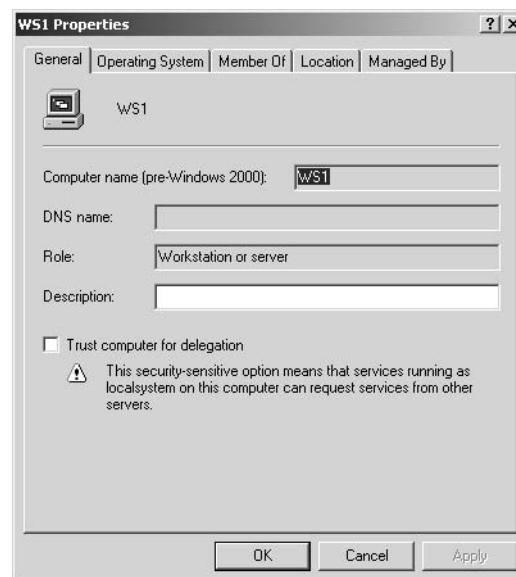 WS1 Properties
General Operating System Member Of Location Managed By
WS1
Computer name (pre-Windows 2000): WS1
DNS name:
Role: Workstation or server
Description:
Trust computer for delegation
This security-sensitive option means that services running as
localsystem on this computer can request services from other
servers.
OK Cancel Apply